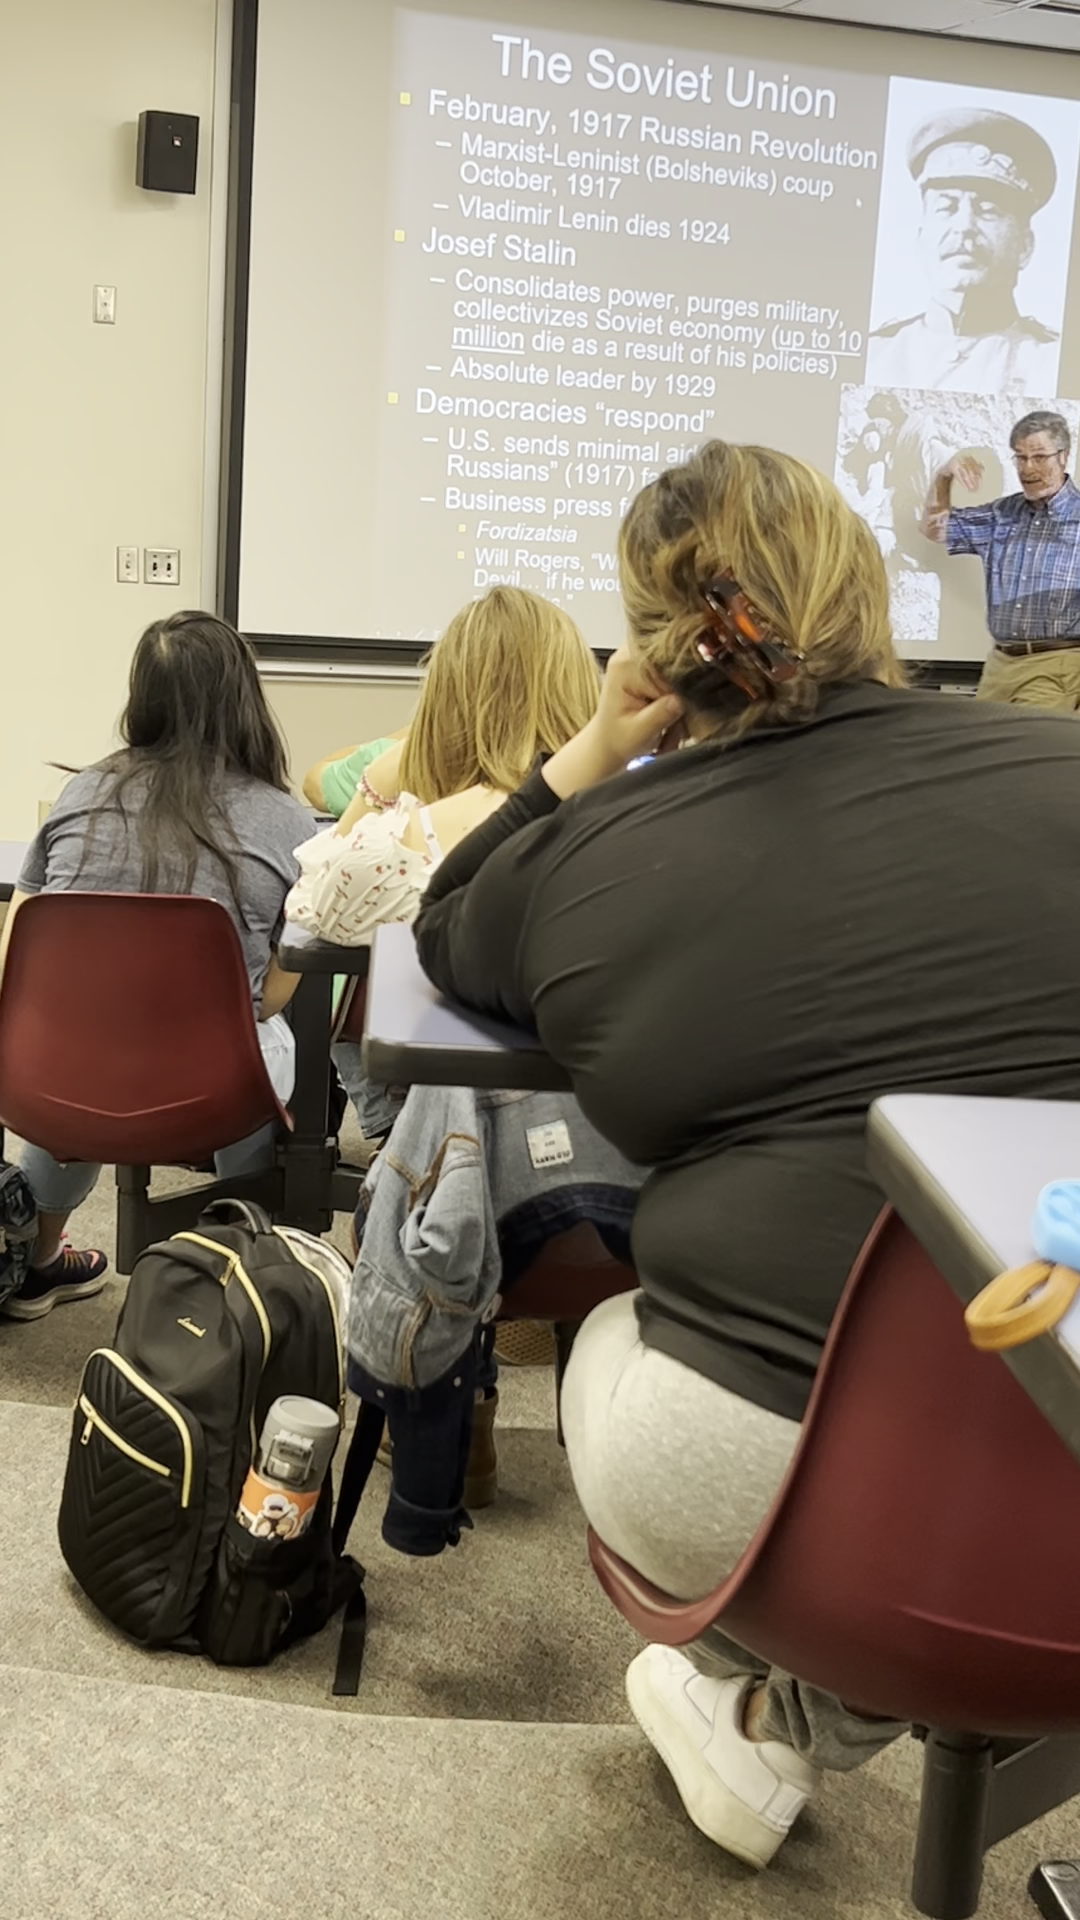 The Soviet Union
February, 1917 Russian Revolution
– Marxist-Leninist (Bolsheviks) coup
October, 1917
– Vladimir Lenin dies 1924
Josef Stalin
– Consolidates power, purges military,
collectivizes Soviet economy (up to 10
million die as a result of his policies)
– Absolute leader by 1929
Democracies “respond”
– U.S. sends minimal aid
Russians” (1917)
– Business press
Fordizatsia
Will Rogers,
Devil... if he